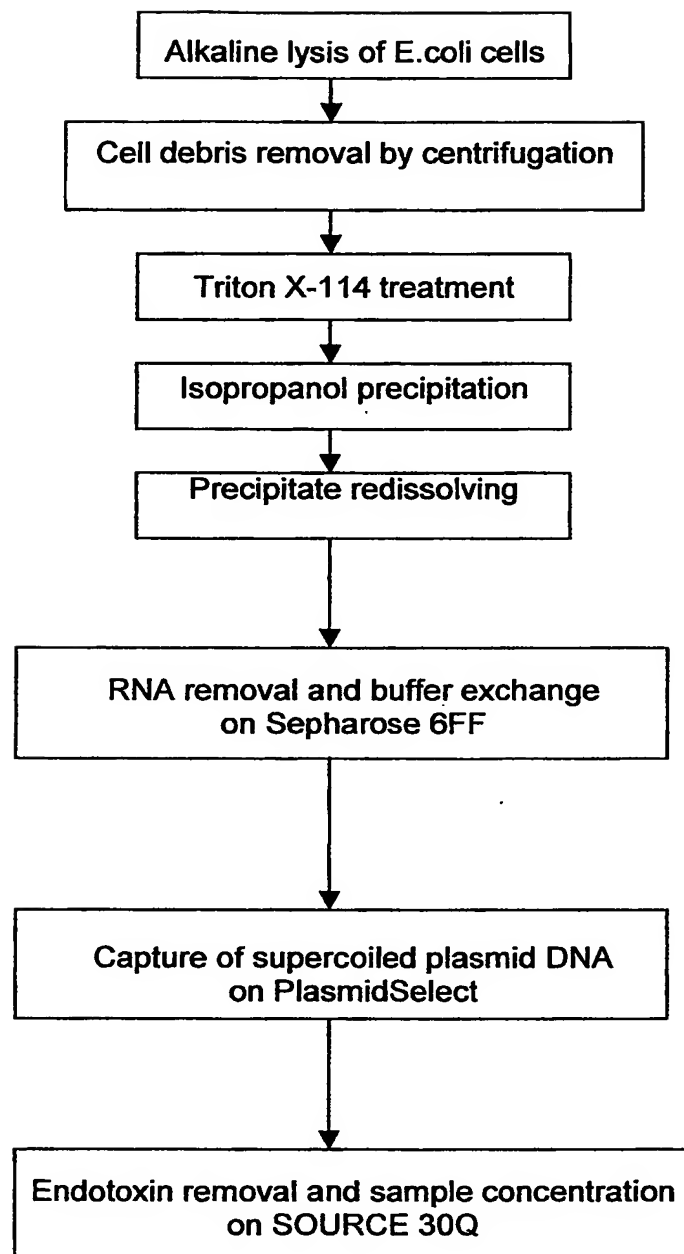 Alkaline lysis of E.coli cells
Cell debris removal by centrifugation
Triton X-114 treatment
Isopropanol precipitation
Precipitate redissolving
RNA removal and buffer exchange
on Sepharose 6FF
Capture of supercoiled plasmid DNA
on PlasmidSelect
Endotoxin removal and sample concentration
on SOURCE 30Q